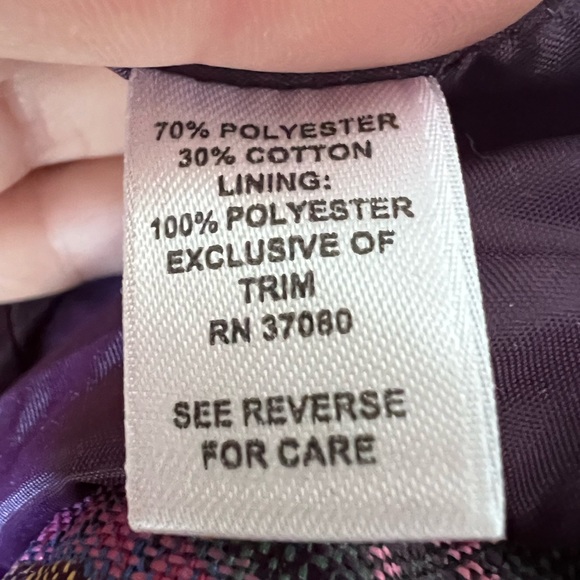 70% POLYESTER
30% COTTON
LINING:
100% POLYESTER
EXCLUSIVE OF
TRIM
RN 37080
SEE REVERSE
FOR CARE